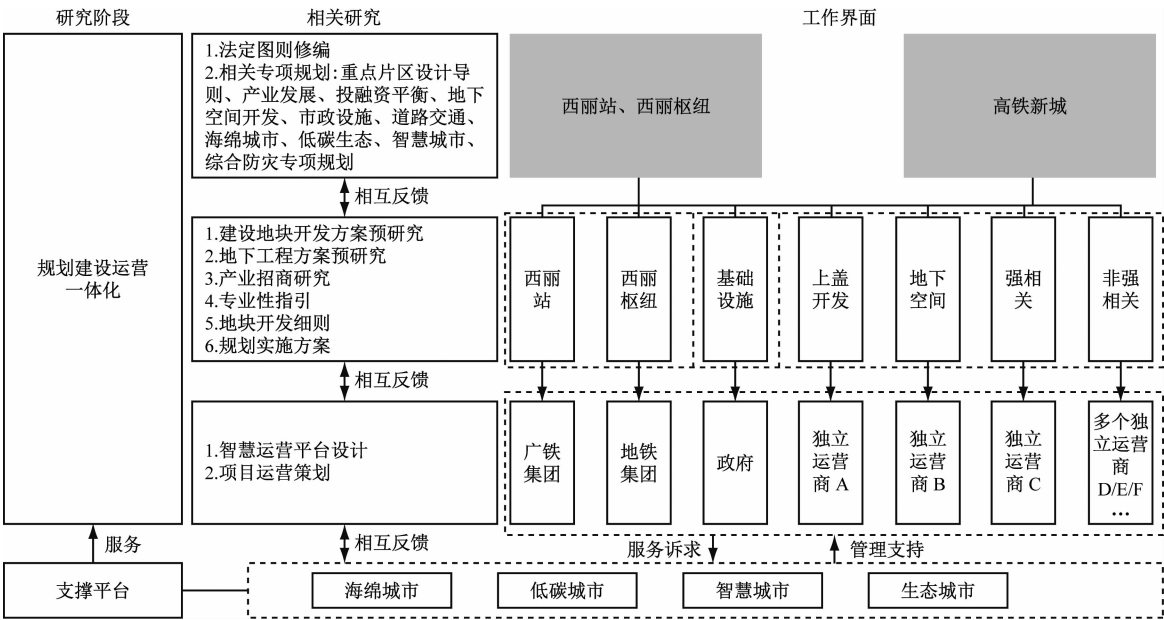 研究阶段
相关研究
工作界面
规划建设运营
一体化
1.法定图则修编
2.相关专项规划:重点片区设计导
则、产业发展、投融资平衡、地下
空间开发、市政设施、道路交通、
海绵城市、低碳生态、智慧城市、
综合防灾专项规划
西丽站、西丽枢纽
高铁新城
相互反馈
1.建设地块开发方案预研究
2.地下工程方案预研究
3.产业招商研究
4.专业性指引
5.地块开发细则
6.规划实施方案
西丽
站
西丽
枢纽
基础
设施
上盖
开发
地下
空间
强相
关
非强
相关
相互反馈
1.智慧运营平台设计
2.项目运营策划
广铁
集团
地铁
集团
政府
独立
运营
商 A
独立
运营
商 B
独立
运营
商 C
多个独
立运营
商
D/E/F
…
服务
相互反馈
服务诉求
管理支持
支撑平台
海绵城市
低碳城市
智慧城市
生态城市